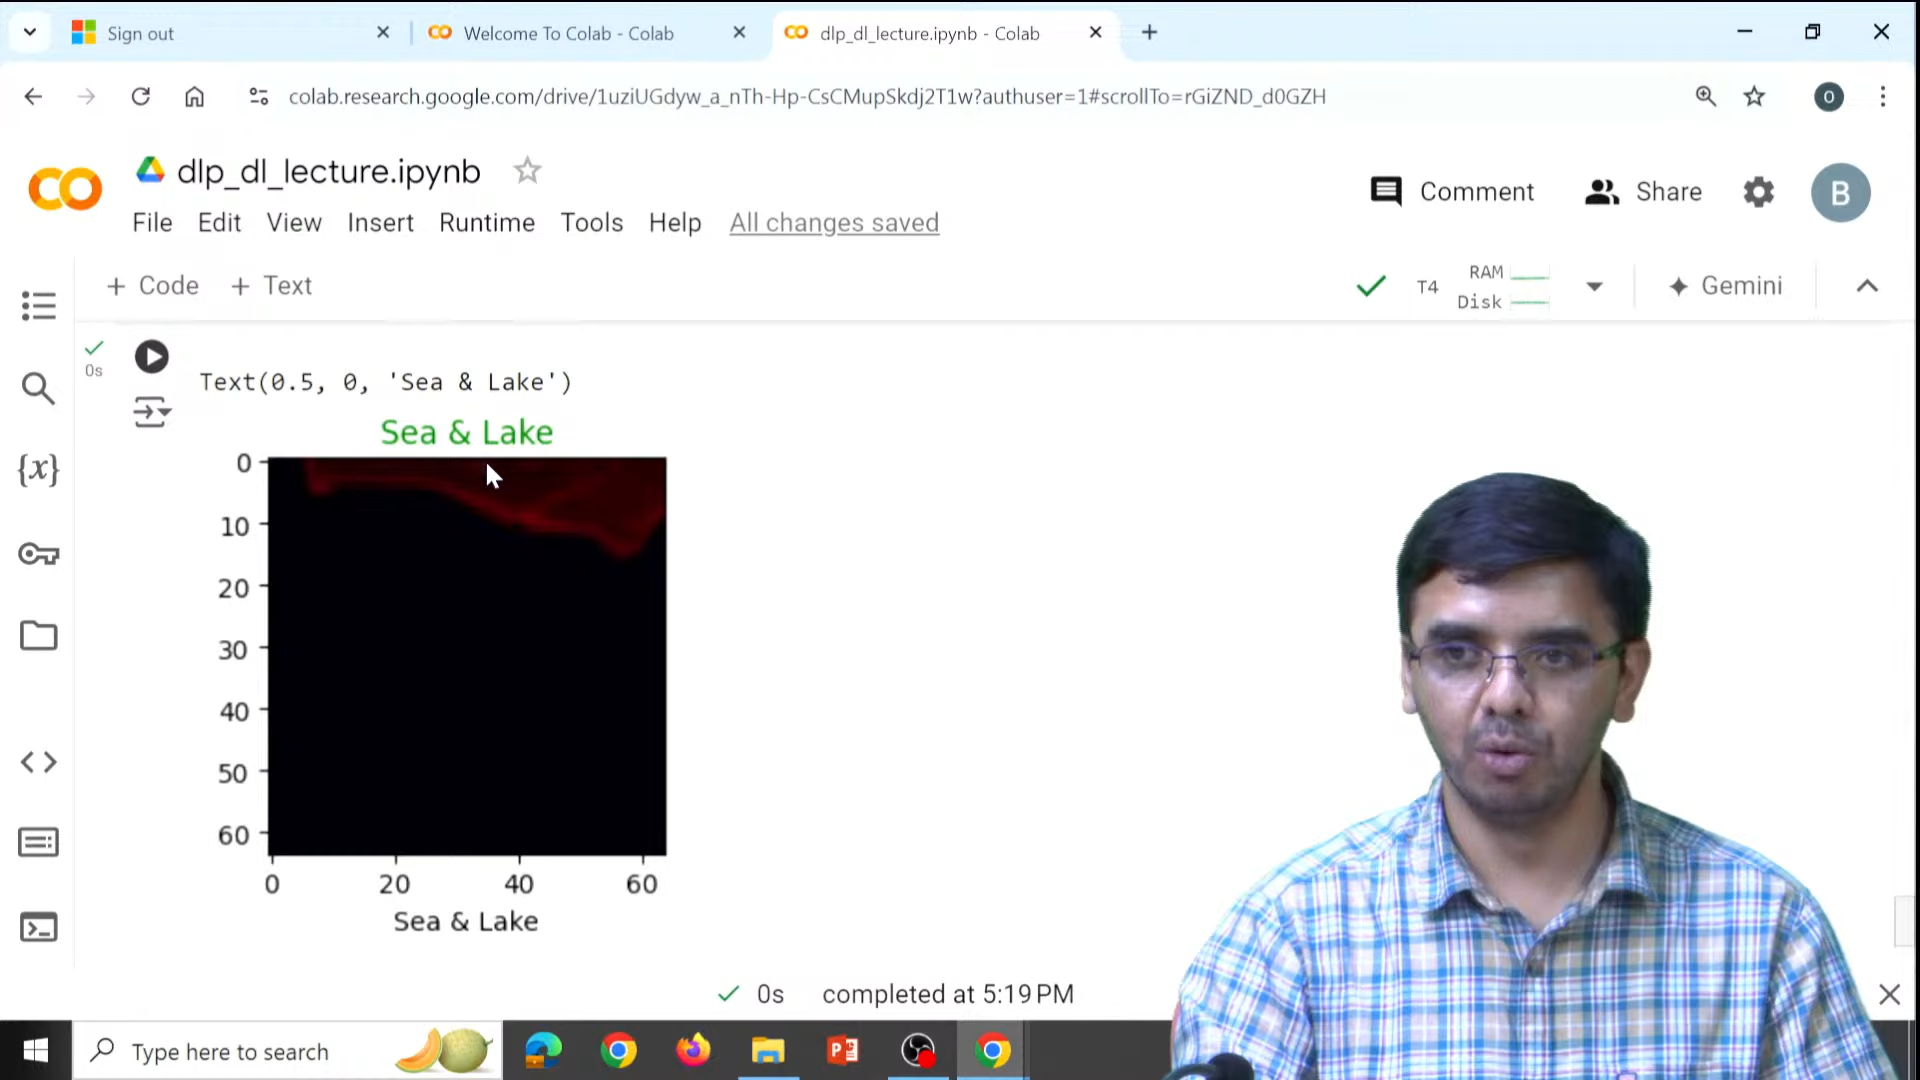 Sign out
Welcome To Colab - Colab
dlp_dl_lecture.ipynb - Colab
colab.research.google.com/drive/1uziUGdyw_a_nTh-Hp-CsCMupSkdj2T1w?authuser=1#scrollTo=rGiZND_d0GZH
O
CO
dlp_dl_lecture.ipynb
Comment
Share
B
File Edit View Insert Runtime Tools Help All changes saved
+ Code + Text
T4
RAM
Disk
Gemini
0s
Text(0.5, 0, 'Sea & Lake')
Sea & Lake
0
10
20
30
40
50
60
0 20 40 60
Sea & Lake
{x}
0s completed at 5:19 PM
Type here to search